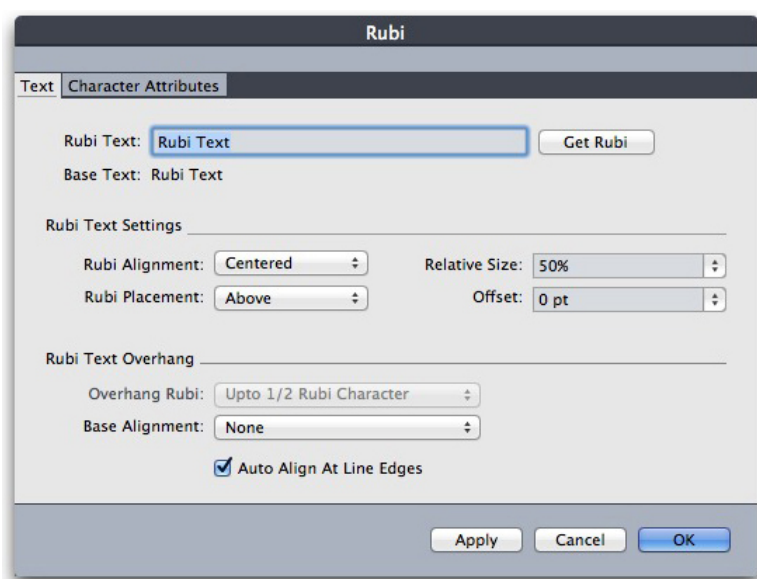 Rubi
Text Character Attributes
Rubi Text: Rubi Text Get Rubi
Base Text: Rubi Text
Rubi Text Settings
Rubi Alignment: Centered Relative Size: 50%
Rubi Placement: Above Offset: 0 pt
Rubi Text Overhang
Overhang Rubi: Upto 1/2 Rubi Character
Base Alignment: None
Auto Align At Line Edges
Apply Cancel OK